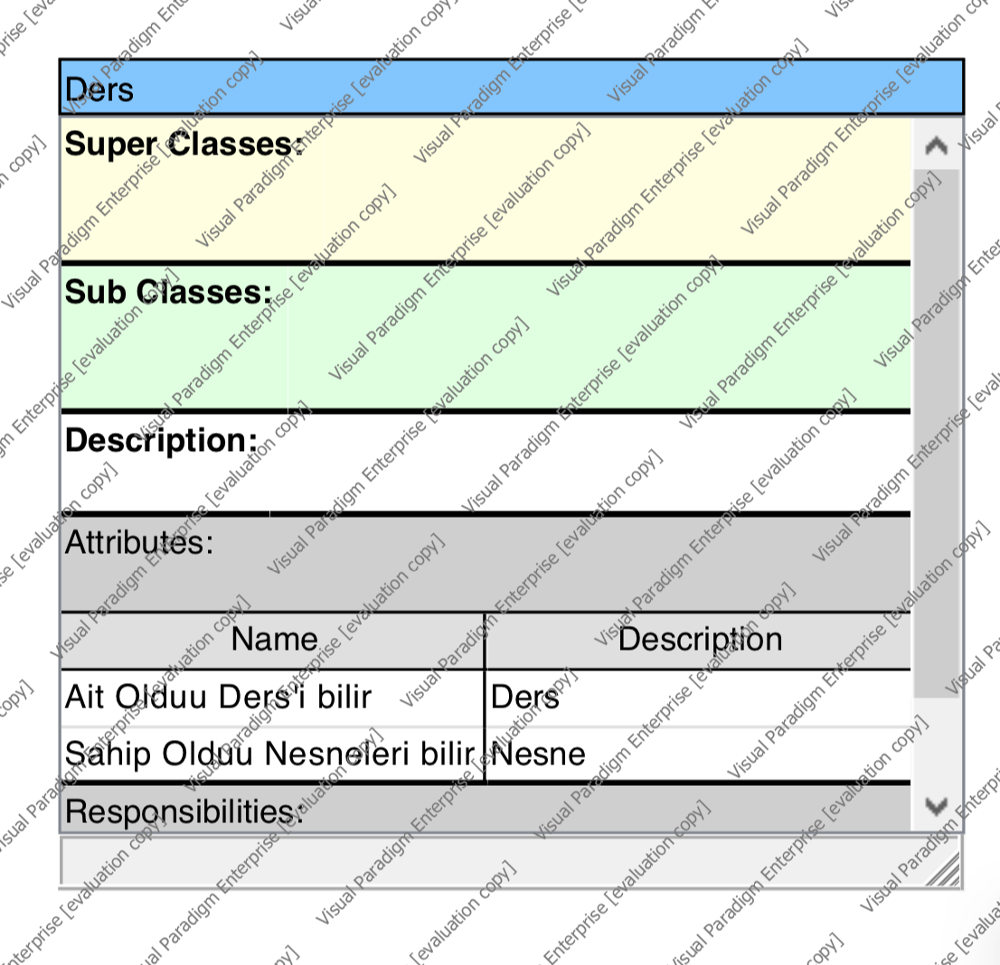 Ders
Super Classes:
Sub Classes:
Description:
Attributes:
Name Description
Ait Olduu Ders'i bilir Ders
Sahip Olduu Nesneleri bilir Nesne
Responsibilities:
Visual Paradigm Enterprise [evaluation copy]